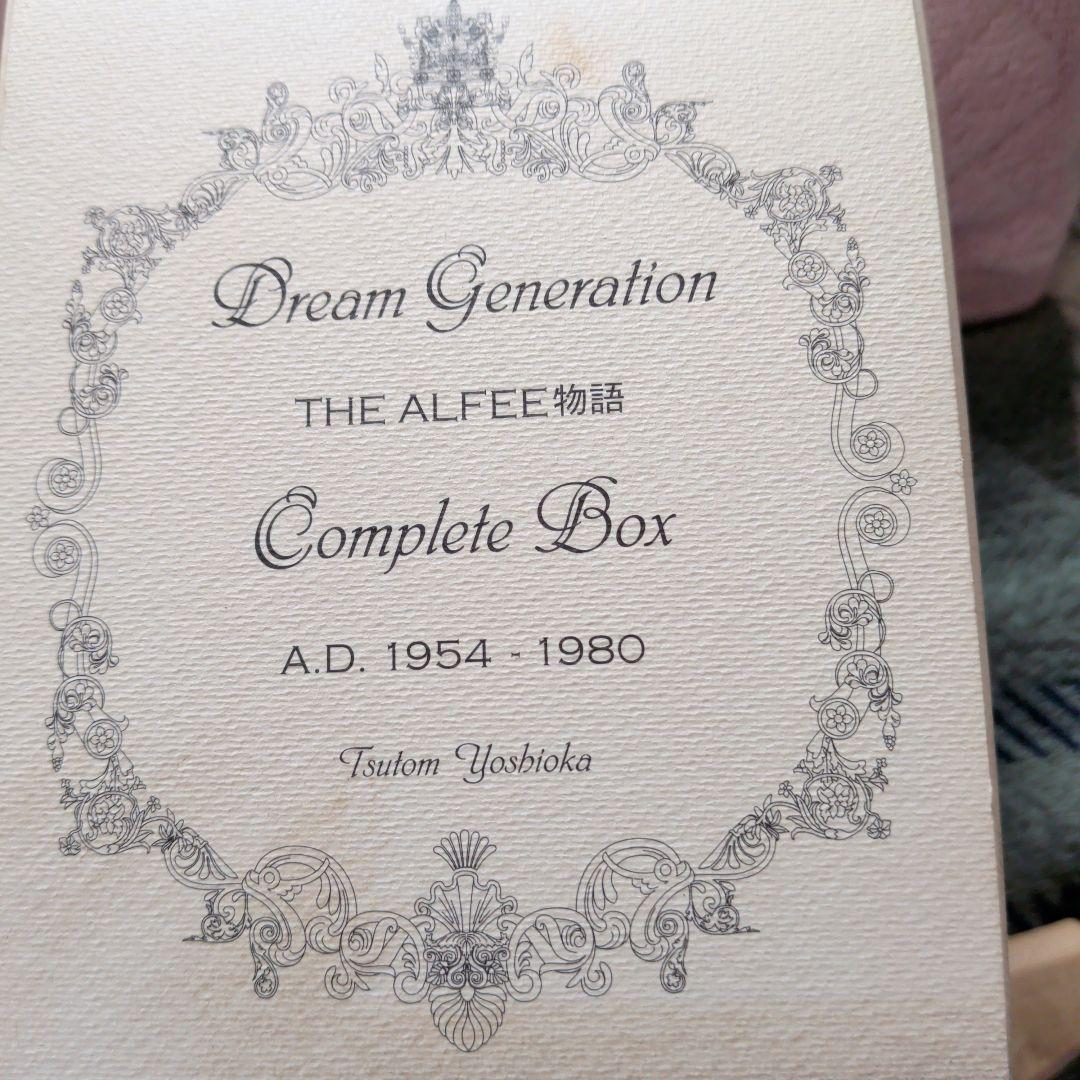 Dream Generation
THE ALFEE物語
Complete Box
A.D. 1954 - 1980
Tsutom Yoshioka